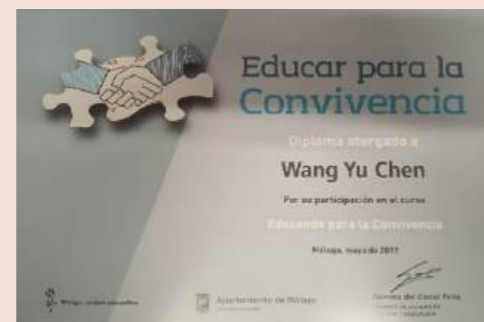 Educar para la
Convivencia
Diploma otorgado a
Wang Yu Chen
Por su participación en el curso
Educando para la Convivencia
Málaga, mayo de 2011
Málaga,
Ayuntamiento de Málaga